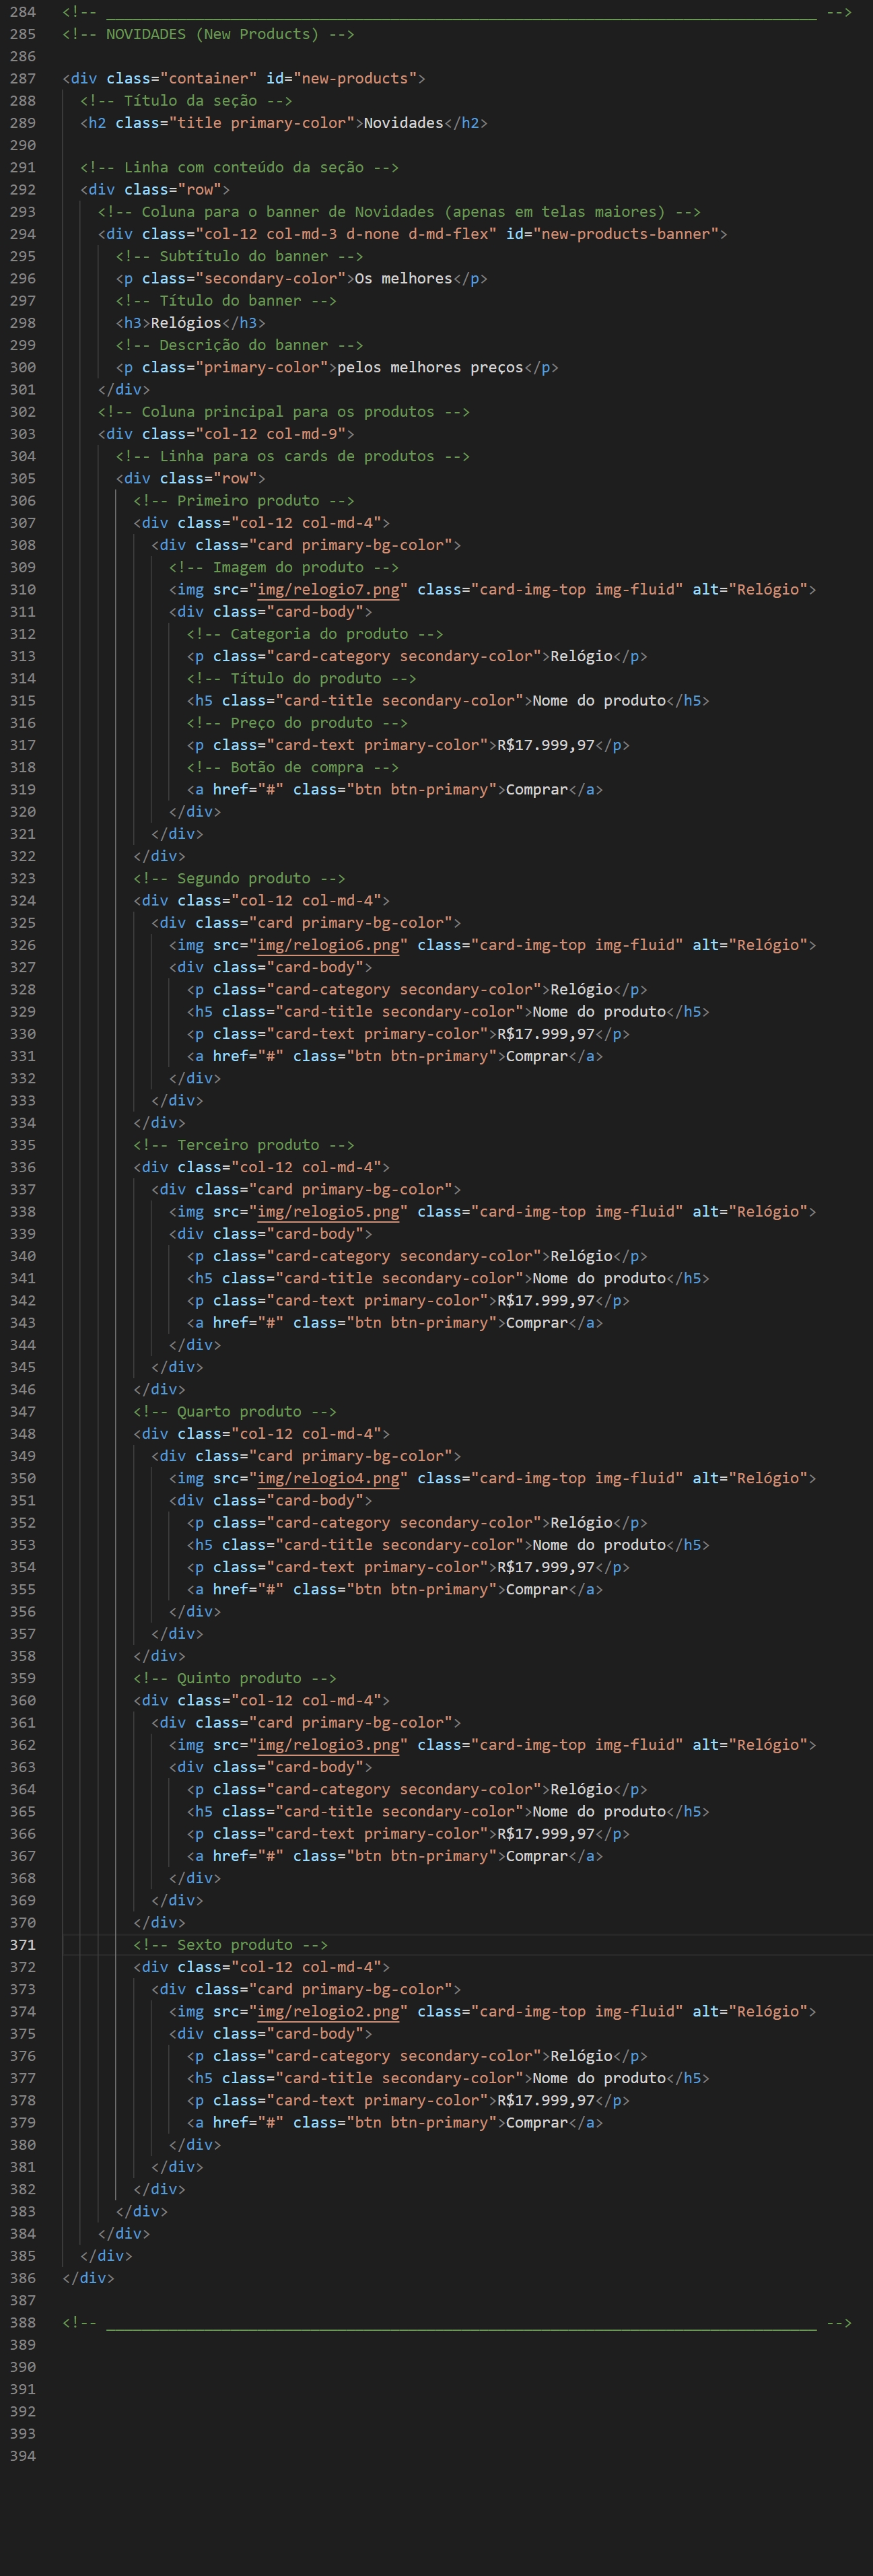 284 <!-- ________________________________________________________________________________ -->
285 <!-- NOVIDADES (New Products) -->
286
287 <div class="container" id="new-products">
288   <!-- Título da seção -->
289   <h2 class="title primary-color">Novidades</h2>
290
291   <!-- Linha com conteúdo da seção -->
292   <div class="row">
293     <!-- Coluna para o banner de Novidades (apenas em telas maiores) -->
294     <div class="col-12 col-md-3 d-none d-md-flex" id="new-products-banner">
295       <!-- Subtítulo do banner -->
296       <p class="secondary-color">Os melhores</p>
297       <!-- Título do banner -->
298       <h3>Relógios</h3>
299       <!-- Descrição do banner -->
300       <p class="primary-color">pelos melhores preços</p>
301     </div>
302     <!-- Coluna principal para os produtos -->
303     <div class="col-12 col-md-9">
304       <!-- Linha para os cards de produtos -->
305       <div class="row">
306         <!-- Primeiro produto -->
307         <div class="col-12 col-md-4">
308           <div class="card primary-bg-color">
309             <!-- Imagem do produto -->
310             <img src="img/relogio7.png" class="card-img-top img-fluid" alt="Relógio">
311             <div class="card-body">
312               <!-- Categoria do produto -->
313               <p class="card-category secondary-color">Relógio</p>
314               <!-- Título do produto -->
315               <h5 class="card-title secondary-color">Nome do produto</h5>
316               <!-- Preço do produto -->
317               <p class="card-text primary-color">R$17.999,97</p>
318               <!-- Botão de compra -->
319               <a href="#" class="btn btn-primary">Comprar</a>
320             </div>
321           </div>
322         </div>
323         <!-- Segundo produto -->
324         <div class="col-12 col-md-4">
325           <div class="card primary-bg-color">
326             <img src="img/relogio6.png" class="card-img-top img-fluid" alt="Relógio">
327             <div class="card-body">
328               <p class="card-category secondary-color">Relógio</p>
329               <h5 class="card-title secondary-color">Nome do produto</h5>
330               <p class="card-text primary-color">R$17.999,97</p>
331               <a href="#" class="btn btn-primary">Comprar</a>
332             </div>
333           </div>
334         </div>
335         <!-- Terceiro produto -->
336         <div class="col-12 col-md-4">
337           <div class="card primary-bg-color">
338             <img src="img/relogio5.png" class="card-img-top img-fluid" alt="Relógio">
339             <div class="card-body">
340               <p class="card-category secondary-color">Relógio</p>
341               <h5 class="card-title secondary-color">Nome do produto</h5>
342               <p class="card-text primary-color">R$17.999,97</p>
343               <a href="#" class="btn btn-primary">Comprar</a>
344             </div>
345           </div>
346         </div>
347         <!-- Quarto produto -->
348         <div class="col-12 col-md-4">
349           <div class="card primary-bg-color">
350             <img src="img/relogio4.png" class="card-img-top img-fluid" alt="Relógio">
351             <div class="card-body">
352               <p class="card-category secondary-color">Relógio</p>
353               <h5 class="card-title secondary-color">Nome do produto</h5>
354               <p class="card-text primary-color">R$17.999,97</p>
355               <a href="#" class="btn btn-primary">Comprar</a>
356             </div>
357           </div>
358         </div>
359         <!-- Quinto produto -->
360         <div class="col-12 col-md-4">
361           <div class="card primary-bg-color">
362             <img src="img/relogio3.png" class="card-img-top img-fluid" alt="Relógio">
363             <div class="card-body">
364               <p class="card-category secondary-color">Relógio</p>
365               <h5 class="card-title secondary-color">Nome do produto</h5>
366               <p class="card-text primary-color">R$17.999,97</p>
367               <a href="#" class="btn btn-primary">Comprar</a>
368             </div>
369           </div>
370         </div>
371         <!-- Sexto produto -->
372         <div class="col-12 col-md-4">
373           <div class="card primary-bg-color">
374             <img src="img/relogio2.png" class="card-img-top img-fluid" alt="Relógio">
375             <div class="card-body">
376               <p class="card-category secondary-color">Relógio</p>
377               <h5 class="card-title secondary-color">Nome do produto</h5>
378               <p class="card-text primary-color">R$17.999,97</p>
379               <a href="#" class="btn btn-primary">Comprar</a>
380             </div>
381           </div>
382         </div>
383       </div>
384     </div>
385   </div>
386 </div>
387
388 <!-- ________________________________________________________________________________ -->
389
390
391
392
393
394